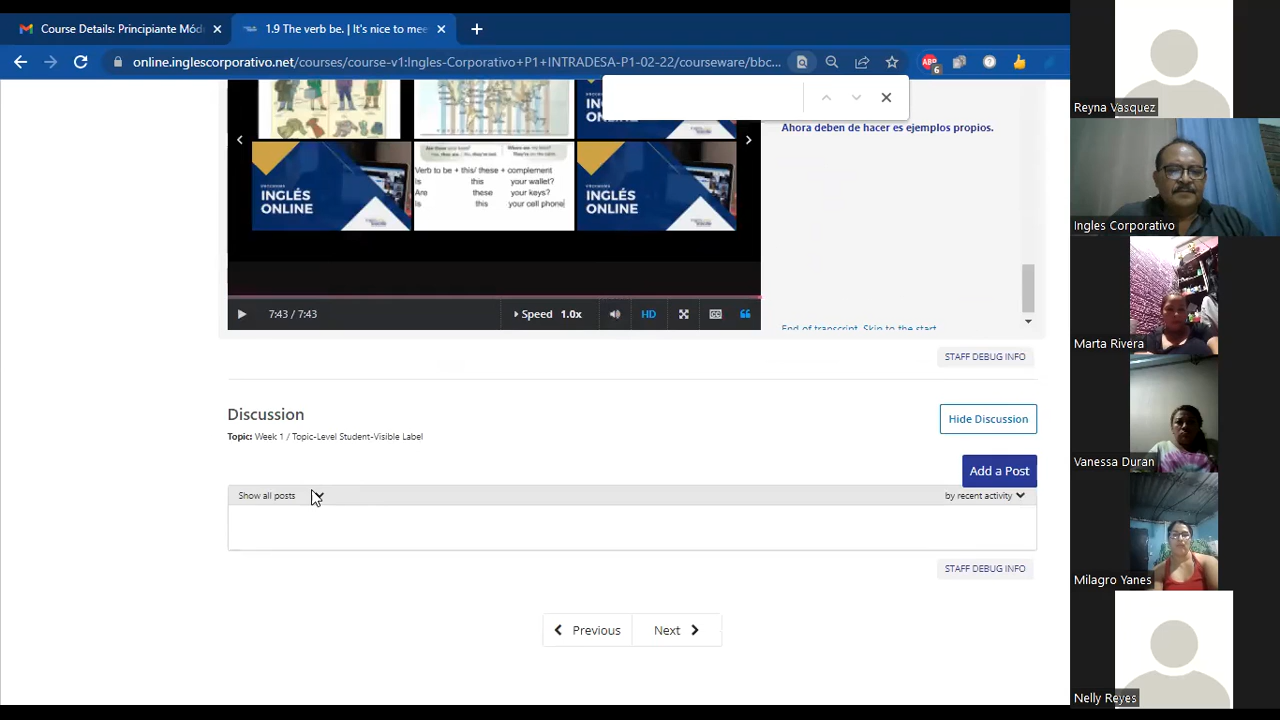 Course Details: Principiante Mód
1.9 The verb be. | It's nice to mee
online.inglescorporativo.net/courses/course-v1:Ingles-Corporativo+P1+INTRADESA-P1-02-22/courseware/bbc...
6
Reyna Vasquez
Ahora deben de hacer es ejemplos propios.
INGLÉS
ONLINE
Verb to be + this/ these + complement
Is this your wallet?
Are these your keys?
Is this your cell phone
INGLÉS
ONLINE
Ingles Corporativo
7:43 / 7:43
Speed 1.0x
HD
End of transcript. Skip to the start.
Marta Rivera
STAFF DEBUG INFO
Discussion
Hide Discussion
Topic: Week 1 / Topic-Level Student-Visible Label
Vanessa Duran
Add a Post
Show all posts
by recent activity
STAFF DEBUG INFO
Milagro Yanes
Previous
Next
Nelly Reyes